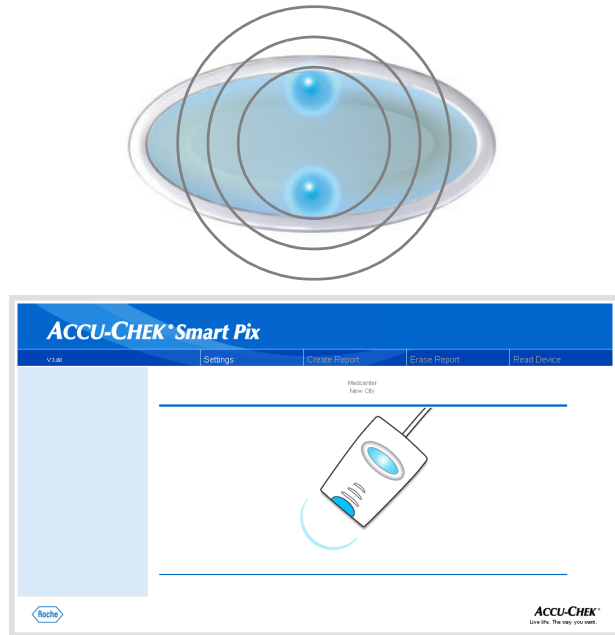 ACCU-CHEK® Smart Pix
V3.00 Settings Create Report Erase Report Read Device
Medcenter
New City
Roche
ACCU-CHEK®
Live life. The way you want.